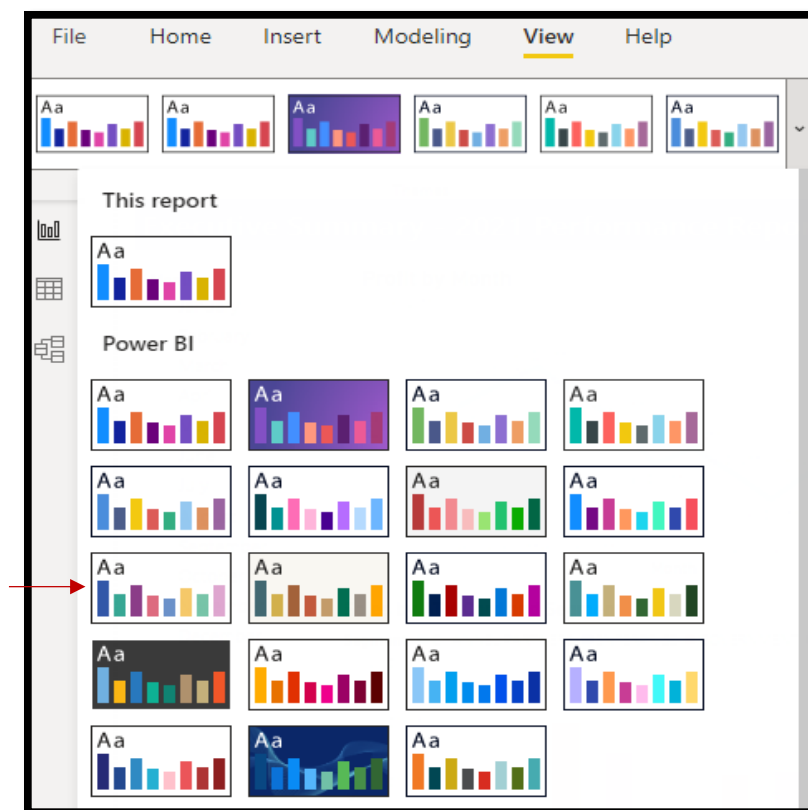 File Home Insert Modeling View Help
Aa Aa Aa Aa Aa Aa
This report
Aa
Power BI
Aa Aa Aa Aa
Aa Aa Aa Aa
Aa Aa Aa Aa
Aa Aa Aa Aa
Aa Aa Aa